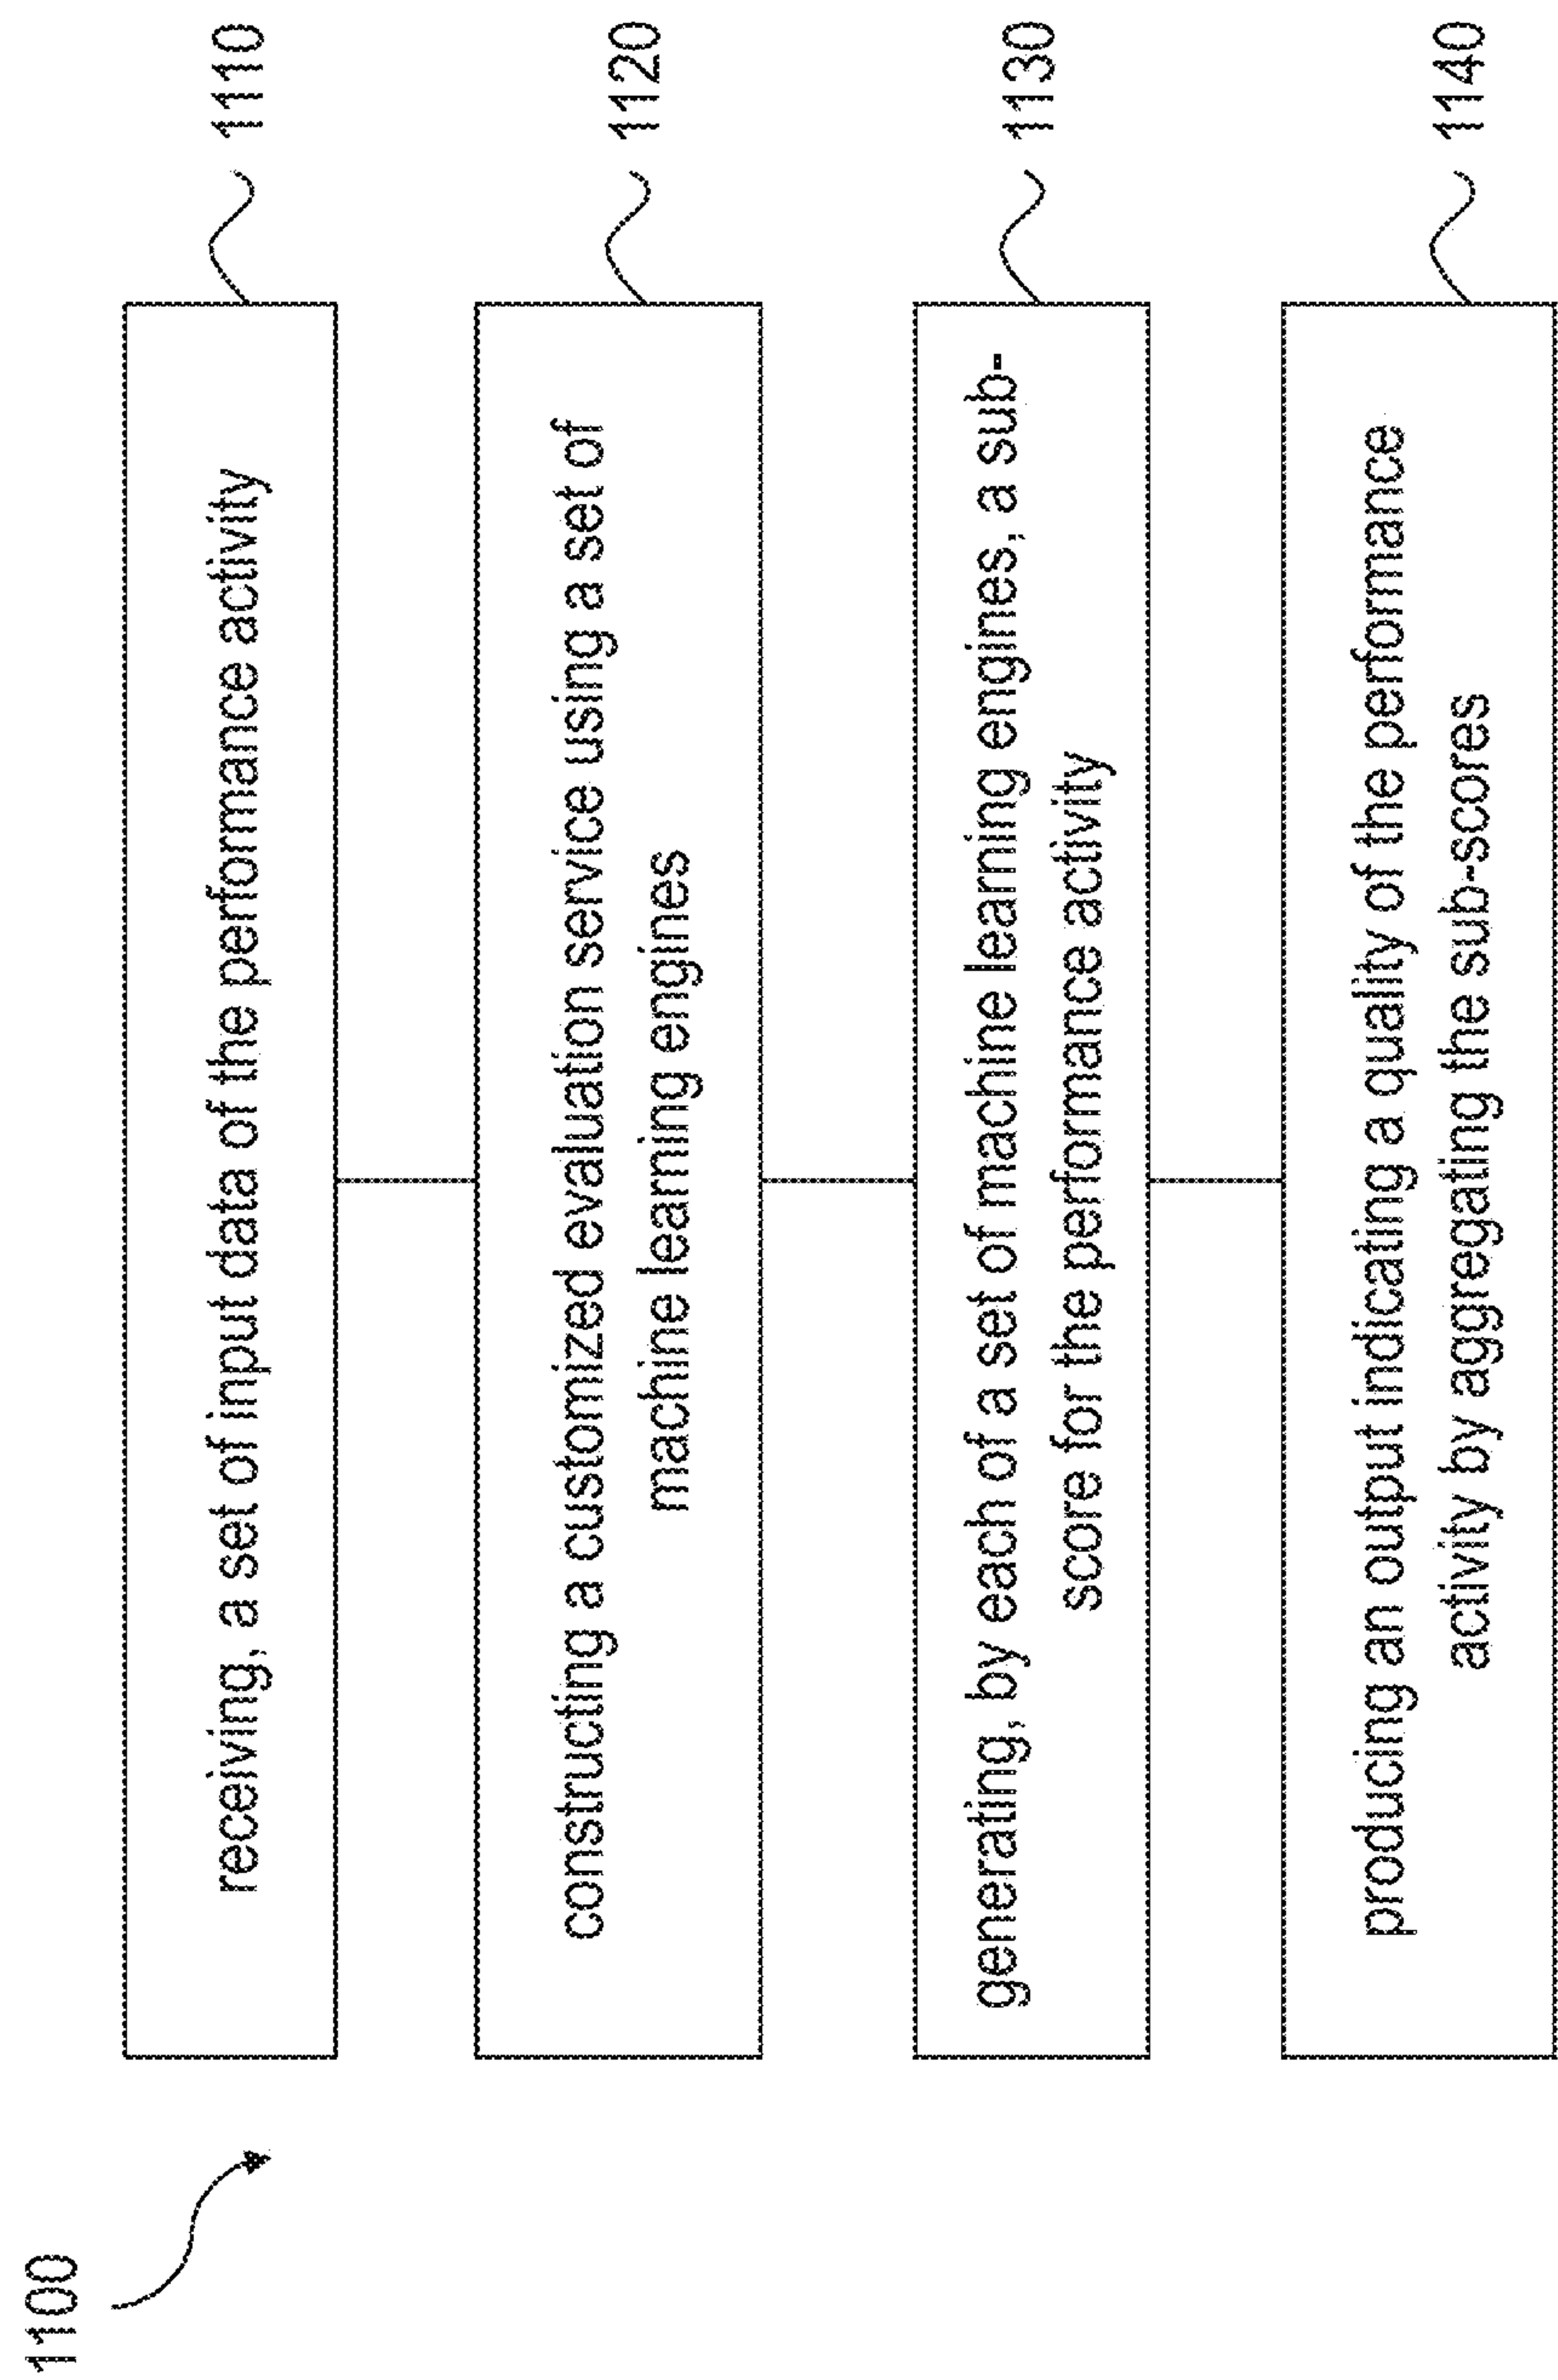 1100
receiving, a set of input data of the performance activity
1110
constructing a customized evaluation service using a set of
machine learning engines
1120
generating, by each of a set of machine learning engines, a sub-
score for the performance activity
1130
producing an output indicating a quality of the performance
activity by aggregating the sub-scores
1140